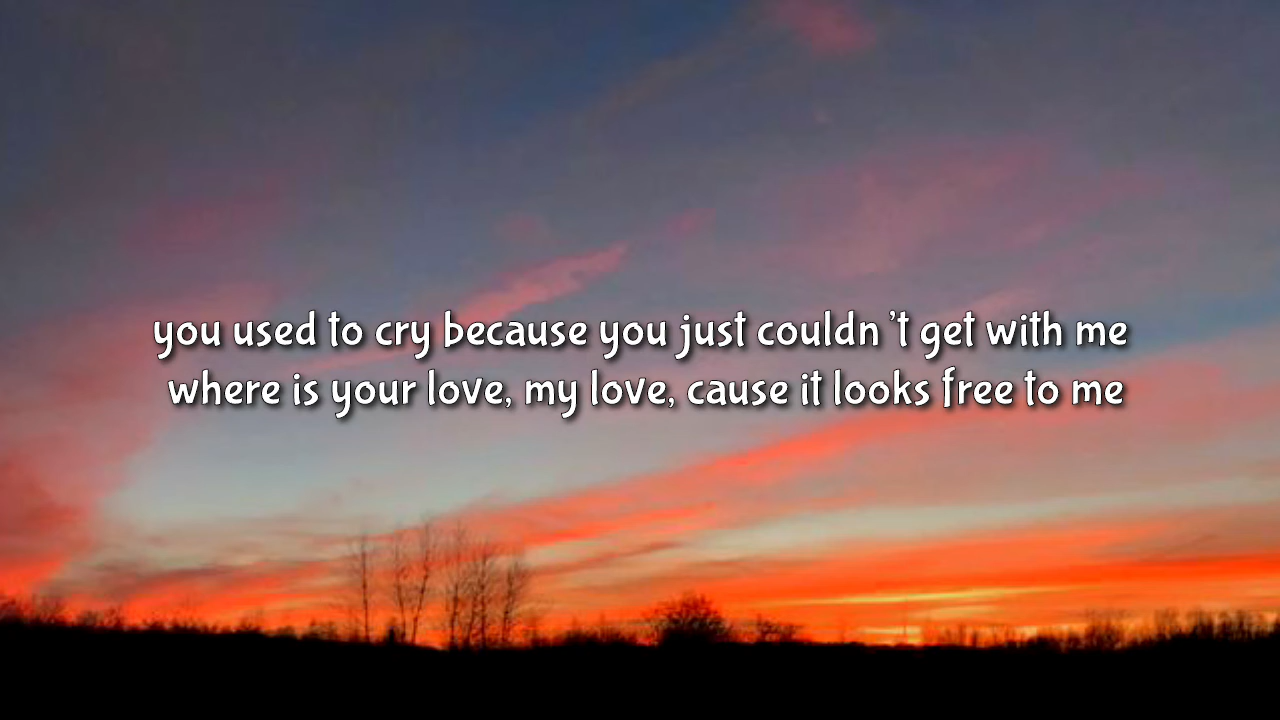 you used to cry because you just couldn 't get with me
where is your love, my love, cause it looks free to me